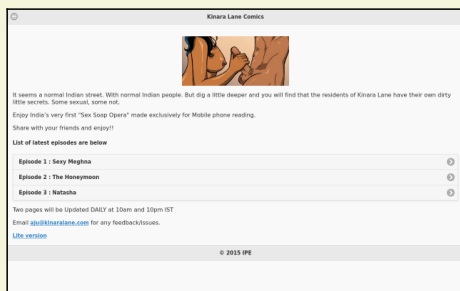 Kinara Lane Comics
It seems a normal Indian street. With normal Indian people. But dig a little deeper and you will find that the residents of Kinara Lane have their own dirty
little secrets. Some sexual, some not.
Enjoy India's very first "Sex Soap Opera" made exclusively for Mobile phone reading.
Share with your friends and enjoy!!
List of latest episodes are below
Episode 1 : Sexy Meghna
Episode 2 : The Honeymoon
Episode 3 : Natasha
Two pages will be Updated DAILY at 10am and 10pm IST
Email aju@kinaralane.com for any feedback/issues.
Lite version
© 2015 IPE